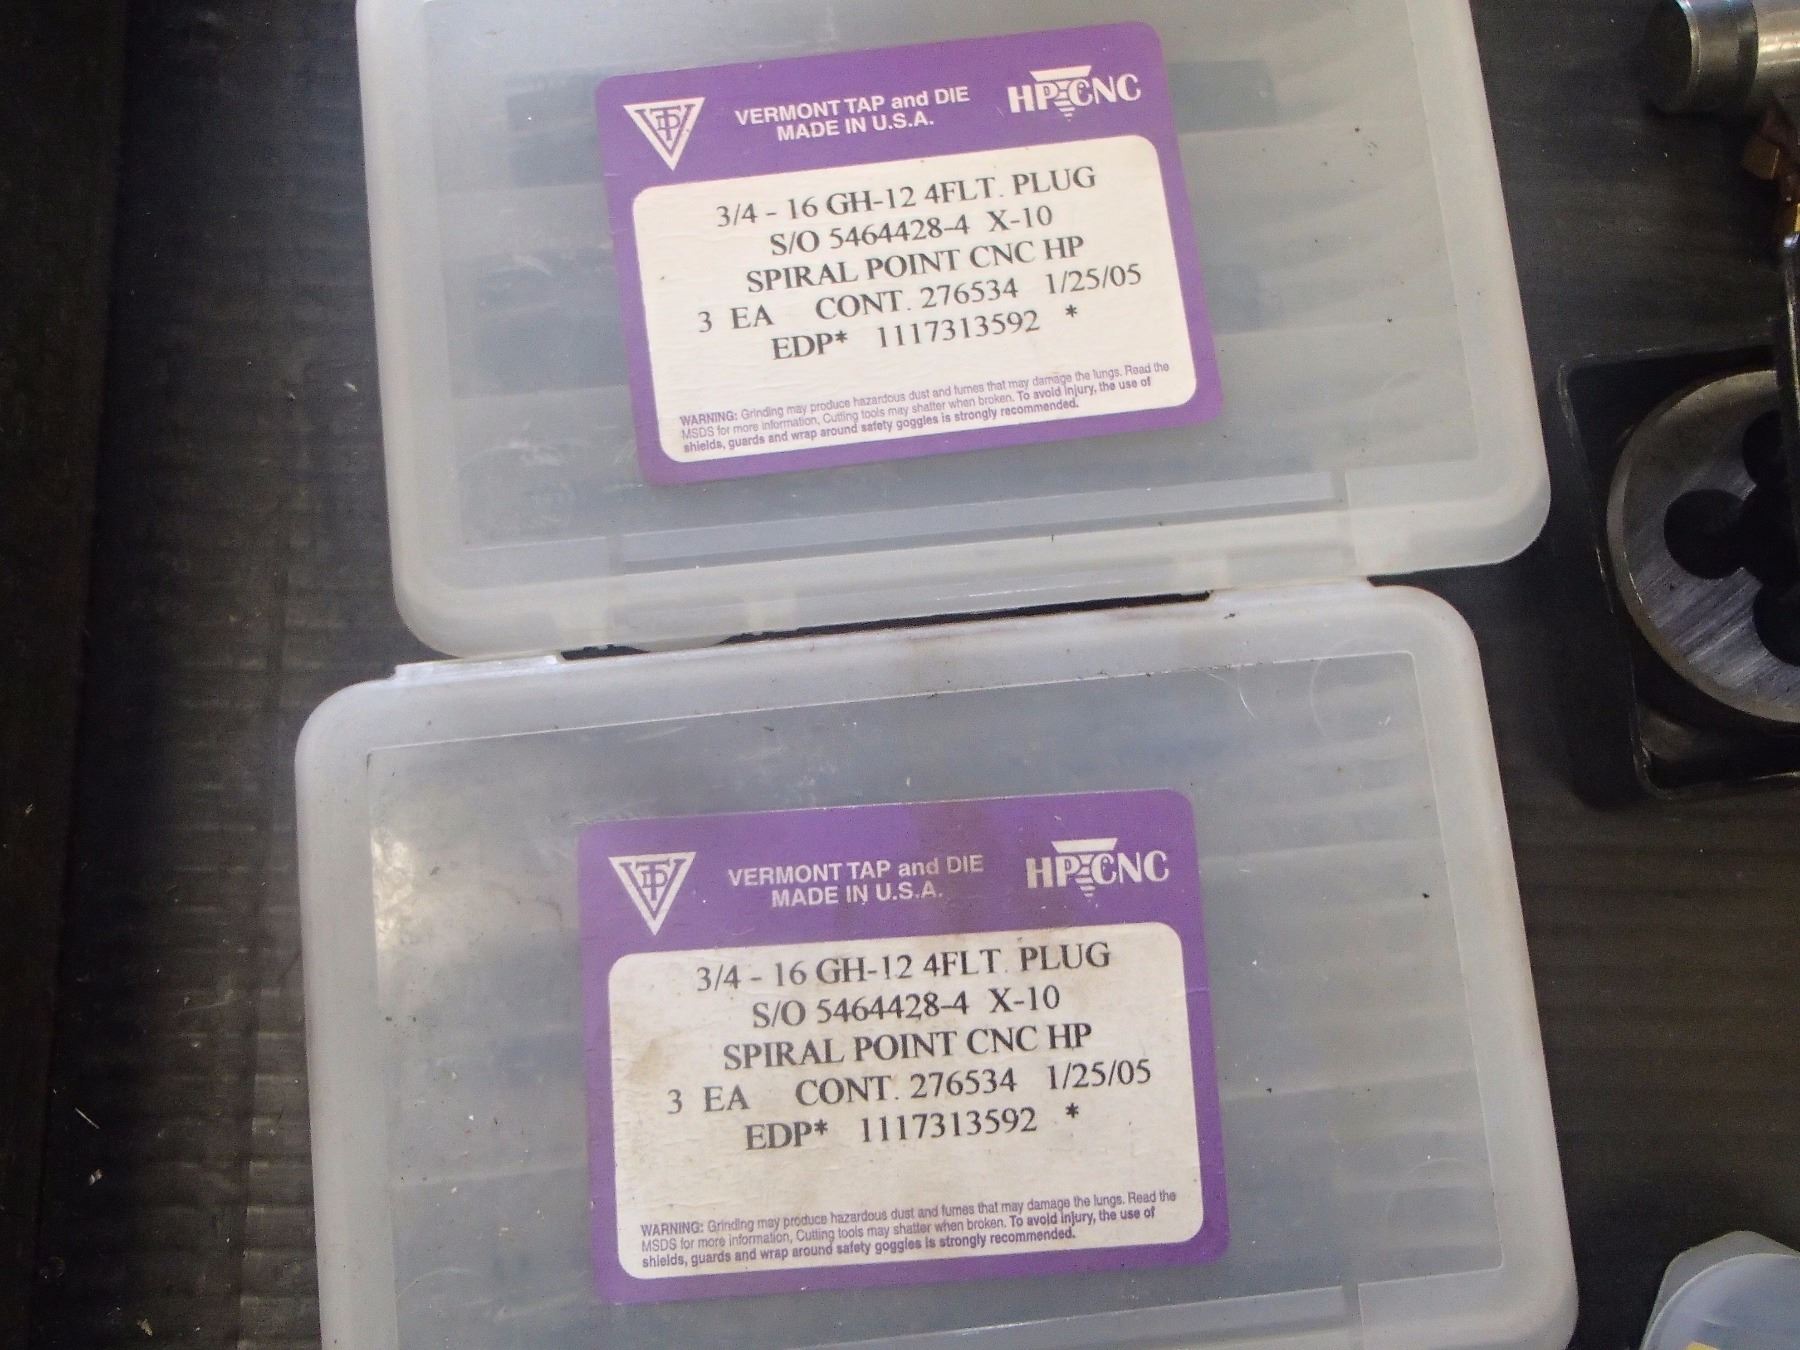 VTD VERMONT TAP and DIE HP CNC
MADE IN U.S.A.
3/4 - 16 GH-12 4FLT. PLUG
S/O 5464428-4 X-10
SPIRAL POINT CNC HP
3 EA CONT. 276534 1/25/05
EDP* 1117313592 *
WARNING: Grinding may produce hazardous dust and fumes that may damage the lungs. Read the
MSDS for more information, Cutting tools may shatter when broken. To avoid injury, the use of
shields, guards and wrap around safety goggles is strongly recommended.
VTD VERMONT TAP and DIE HP CNC
MADE IN U.S.A.
3/4 - 16 GH-12 4FLT. PLUG
S/O 5464428-4 X-10
SPIRAL POINT CNC HP
3 EA CONT. 276534 1/25/05
EDP* 1117313592 *
WARNING: Grinding may produce hazardous dust and fumes that may damage the lungs. Read the
MSDS for more information, Cutting tools may shatter when broken. To avoid injury, the use of
shields, guards and wrap around safety goggles is strongly recommended.